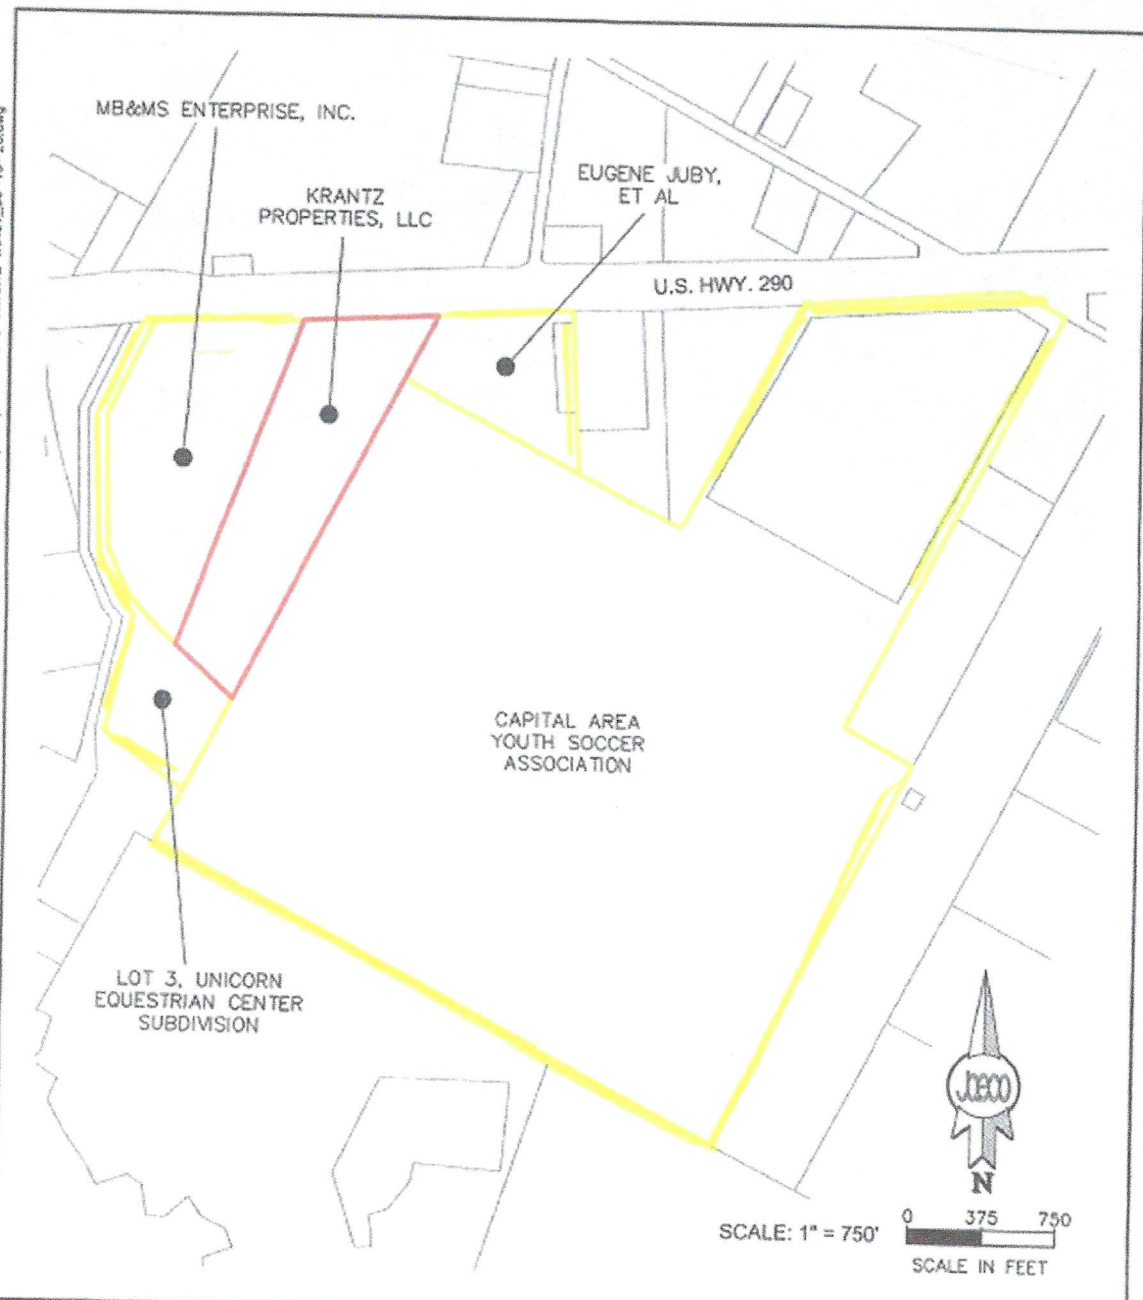 MB&MS ENTERPRISE, INC.
KRANTZ
PROPERTIES, LLC
EUGENE JUBY,
ET AL
U.S. HWY. 290
CAPITAL AREA
YOUTH SOCCER
ASSOCIATION
LOT 3, UNICORN
EQUESTRIAN CENTER
SUBDIVISION
N
SCALE: 1" = 750'
0 375 750
SCALE IN FEET